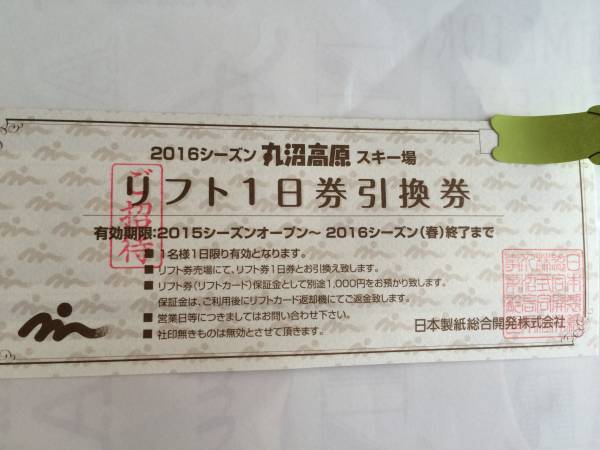 2016シーズン 丸沼高原 スキー場
リフト1日券引換券
ご招待
有効期限:2015シーズンオープン～ 2016シーズン(春)終了まで
■1名様1日限り有効となります。
■リフト券売場にて、リフト券1日券とお引換え致します。
■リフト券(リフトカード)保証金として別途1,000円をお預かり致します。
保証金は、ご利用後にリフトカード返却機にてご返金致します。
■営業日等につきましてはお問い合わせ下さい。
■社印無きものは無効とさせて頂きます。
日本製紙総合開発株式会社